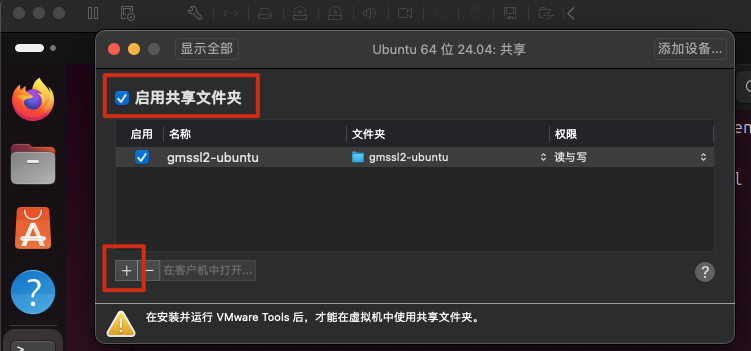 显示全部
Ubuntu 64 位 24.04: 共享
添加设备...
启用共享文件夹
启用 名称 文件夹 权限
gmssl2-ubuntu gmssl2-ubuntu 读与写
+ − 在客户机中打开... ?
在安装并运行 VMware Tools 后，才能在虚拟机中使用共享文件夹。